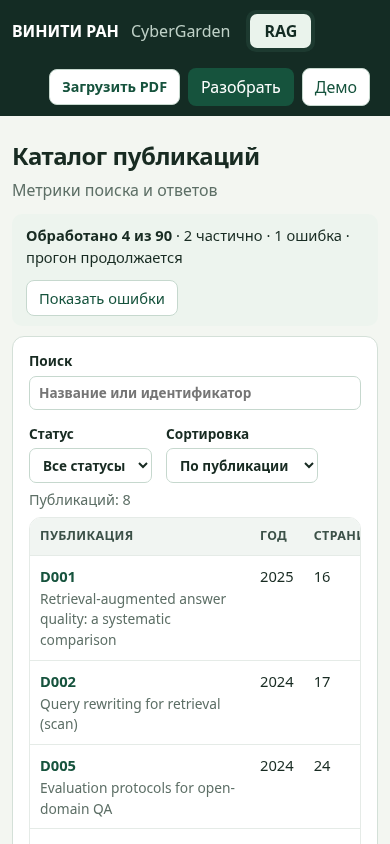 ВИНИТИ РАН CyberGarden RAG
Загрузить PDF Разобрать Демо
Каталог публикаций
Метрики поиска и ответов
Обработано 4 из 90 · 2 частично · 1 ошибка ·
прогон продолжается
Показать ошибки
Поиск
Название или идентификатор
Статус Сортировка
Все статусы По публикации
Публикаций: 8
ПУБЛИКАЦИЯ ГОД СТРАНИ
D001 2025 16
Retrieval-augmented answer
quality: a systematic
comparison
D002 2024 17
Query rewriting for retrieval
(scan)
D005 2024 24
Evaluation protocols for open-
domain QA